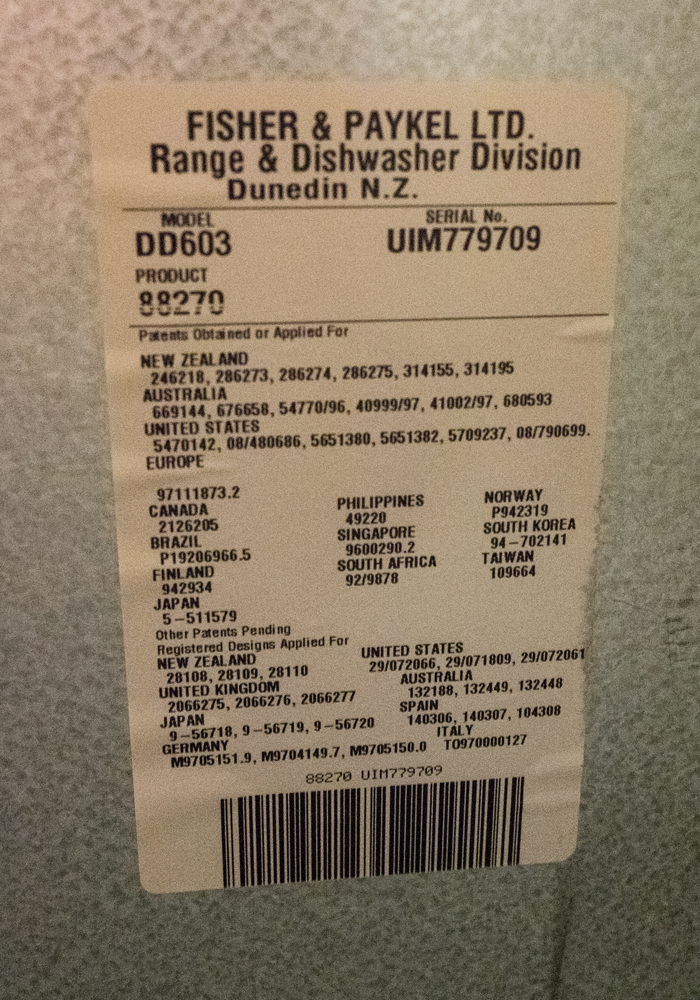 FISHER & PAYKEL LTD.
Range & Dishwasher Division
Dunedin N.Z.
MODEL SERIAL No.
DD603 UIM779709
PRODUCT
88270
Patents Obtained or Applied For
NEW ZEALAND
246218, 286273, 286274, 286275, 314155, 314195
AUSTRALIA
669144, 676658, 54770/96, 40999/97, 41002/97, 680593
UNITED STATES
5470142, 08/480686, 5651380, 5651382, 5709237, 08/790699.
EUROPE
97111873.2
CANADA
2126205
BRAZIL
P19206966.5
FINLAND
942934
JAPAN
5-511579
PHILIPPINES
49220
SINGAPORE
9600290.2
SOUTH AFRICA
92/9878
NORWAY
P942319
SOUTH KOREA
94-702141
TAIWAN
109664
Other Patents Pending
Registered Designs Applied For
NEW ZEALAND
28108, 28109, 28110
UNITED KINGDOM
2066275, 2066276, 2066277
JAPAN
9-56718, 9-56719, 9-56720
GERMANY
M9705151.9, M9704149.7, M9705150.0
UNITED STATES
29/072066, 29/071809, 29/072061
AUSTRALIA
132188, 132449, 132448
SPAIN
140306, 140307, 104308
ITALY
TO970000127
88270 UIM779709